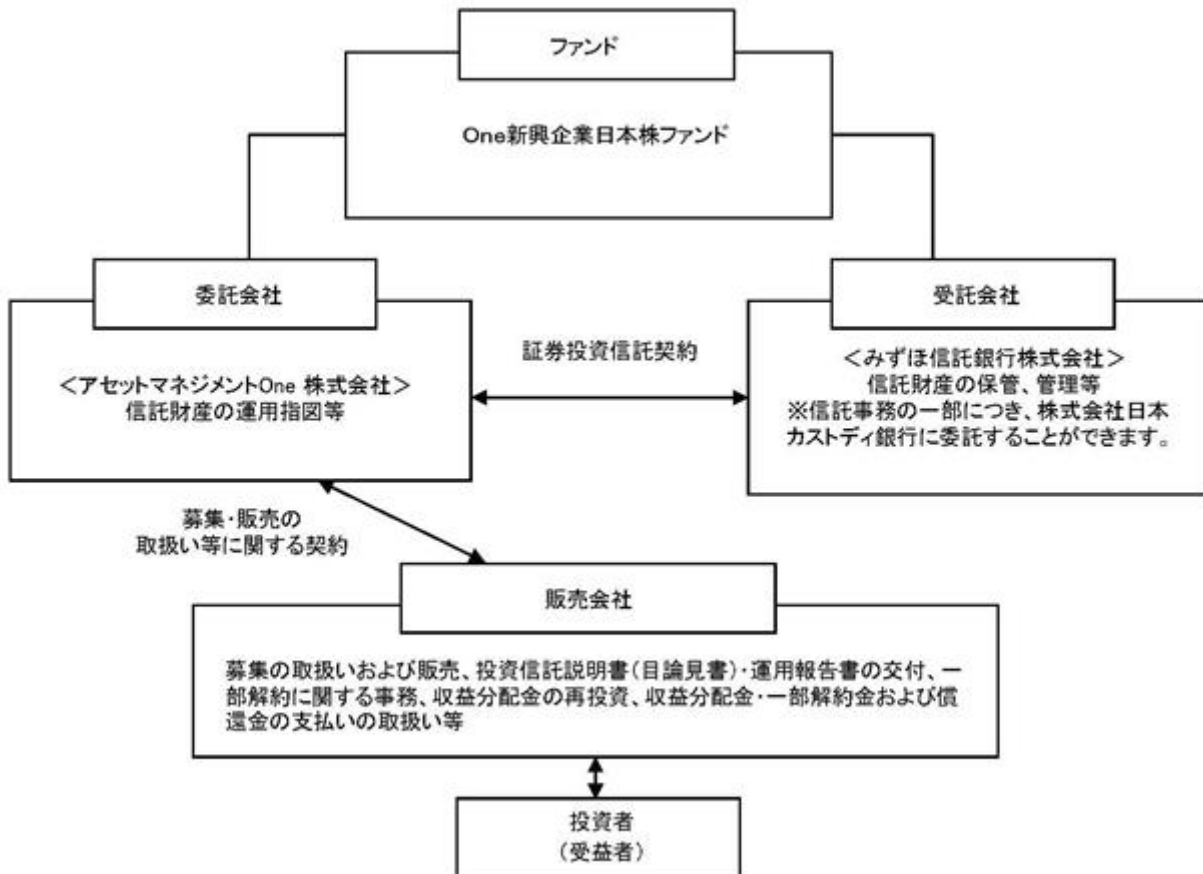 ファンド
One新興企業日本株ファンド
委託会社
<アセットマネジメントOne 株式会社>
信託財産の運用指図等
証券投資信託契約
受託会社
<みずほ信託銀行株式会社>
信託財産の保管、管理等
※信託事務の一部につき、株式会社日本
カストディ銀行に委託することができます。
募集・販売の
取扱い等に関する契約
販売会社
募集の取扱いおよび販売、投資信託説明書(目論見書)・運用報告書の交付、一
部解約に関する事務、収益分配金の再投資、収益分配金・一部解約金および償
還金の支払いの取扱い等
投資者
(受益者)